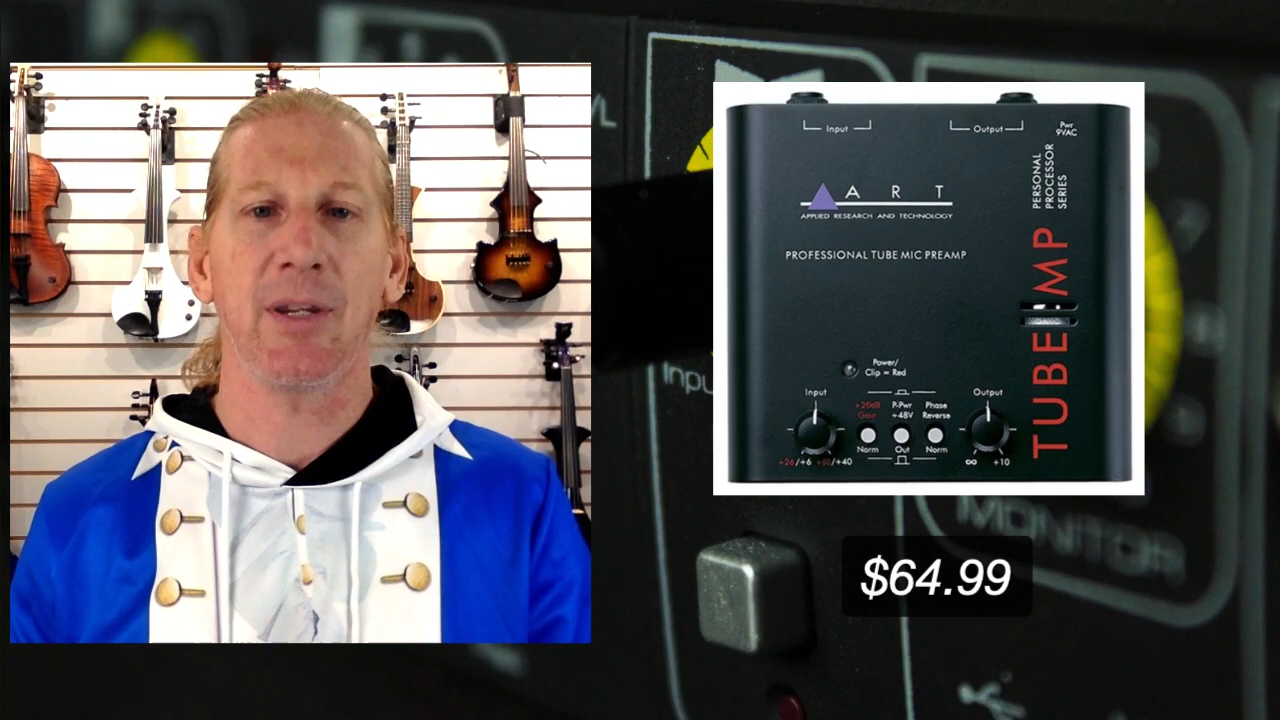 Input
Output
Pwr
9VAC
ART
APPLIED RESEARCH AND TECHNOLOGY
PERSONAL
PROCESSOR
SERIES
PROFESSIONAL TUBE MIC PREAMP
TUBE MP
Power/
Clip = Red
Input
+20dB
Gain
P-Pwr
+48V
Phase
Reverse
Output
Norm
Out
Norm
+26/+6 +60/+40
∞ +10
Inpu
MONITOR
$64.99